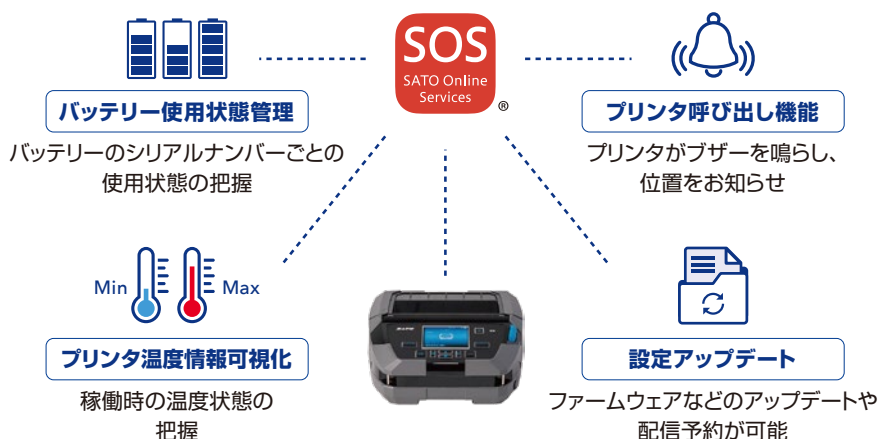 SOS
SATO Online
Services
®
バッテリー使用状態管理
バッテリーのシリアルナンバーごとの
使用状態の把握
プリンタ呼び出し機能
プリンタがブザーを鳴らし、
位置をお知らせ
Min
Max
プリンタ温度情報可視化
稼働時の温度状態の
把握
設定アップデート
ファームウェアなどのアップデートや
配信予約が可能